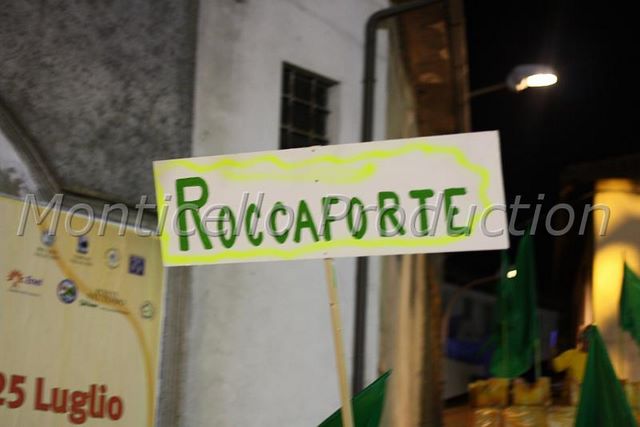 ROCCAFORTE
Monticello Production
25 Luglio